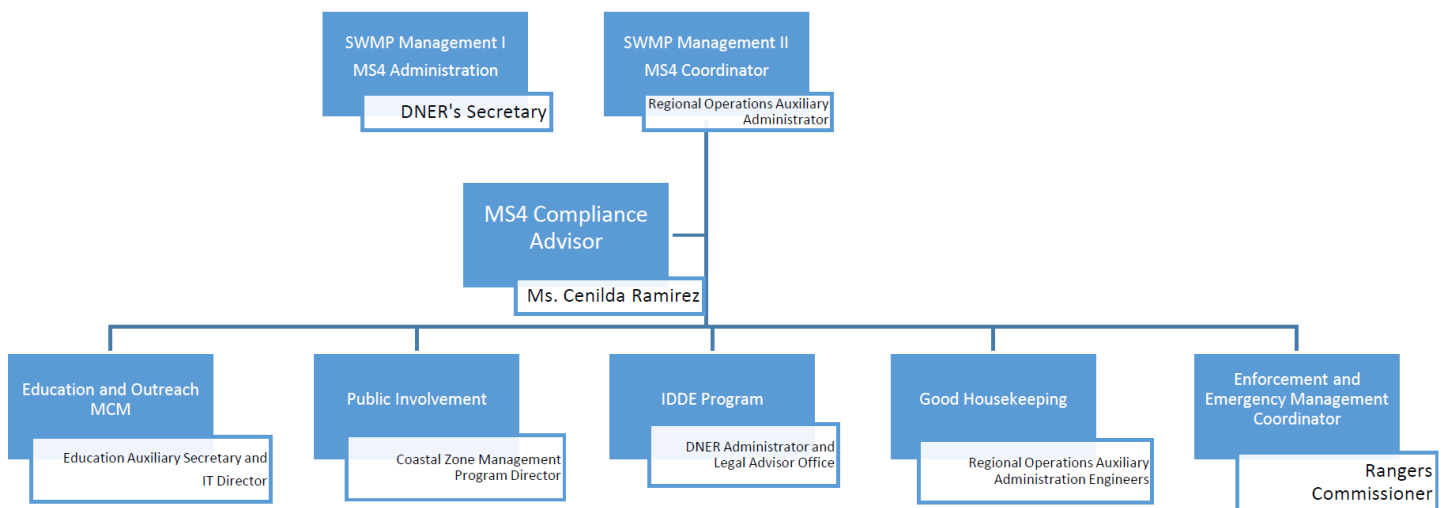 SWMP Management I
MS4 Administration
DNER's Secretary
SWMP Management II
MS4 Coordinator
Regional Operations Auxiliary
Administrator
MS4 Compliance
Advisor
Ms. Cenilda Ramirez
Education and Outreach
MCM
Education Auxiliary Secretary and
IT Director
Public Involvement
Coastal Zone Management
Program Director
IDDE Program
DNER Administrator and
Legal Advisor Office
Good Housekeeping
Regional Operations Auxiliary
Administration Engineers
Enforcement and
Emergency Management
Coordinator
Rangers
Commissioner